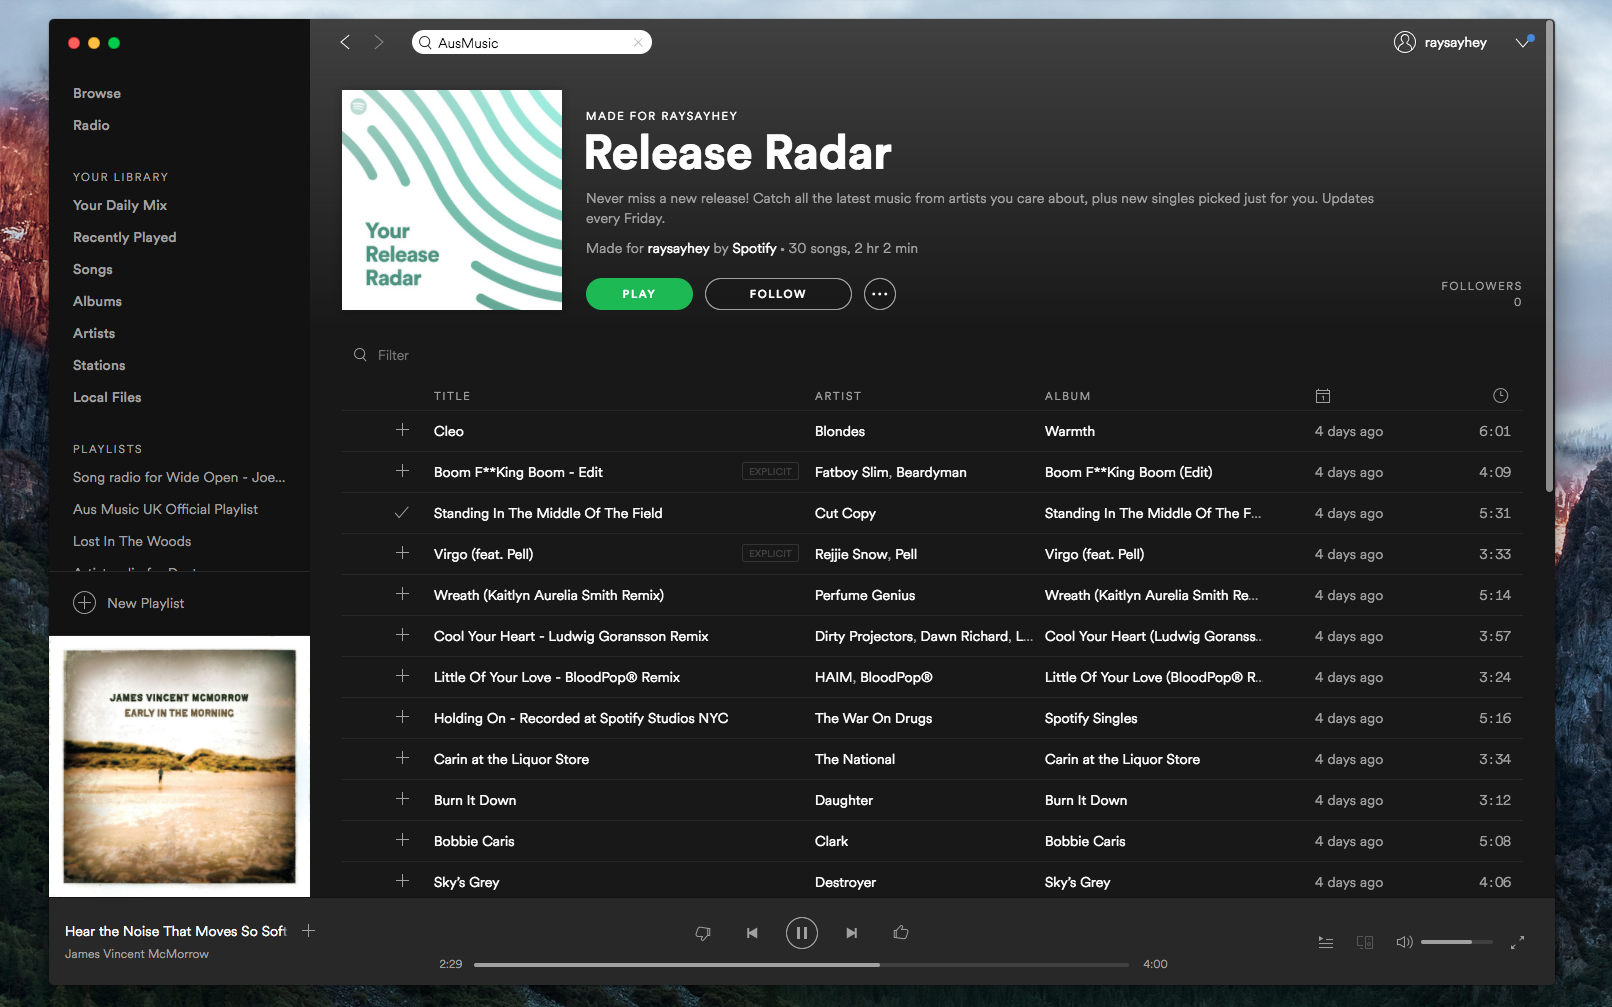 AusMusic
raysayhey
Browse
Radio
YOUR LIBRARY
Your Daily Mix
Recently Played
Songs
Albums
Artists
Stations
Local Files
PLAYLISTS
Song radio for Wide Open - Joe...
Aus Music UK Official Playlist
Lost In The Woods
New Playlist
JAMES VINCENT MCMORROW
EARLY IN THE MORNING
Your
Release
Radar
MADE FOR RAYSAYHEY
Release Radar
Never miss a new release! Catch all the latest music from artists you care about, plus new singles picked just for you. Updates
every Friday.
Made for raysayhey by Spotify • 30 songs, 2 hr 2 min
PLAY FOLLOW
FOLLOWERS
0
Filter
TITLE ARTIST ALBUM
Cleo Blondes Warmth 4 days ago 6:01
Boom F**King Boom - Edit EXPLICIT Fatboy Slim, Beardyman Boom F**King Boom (Edit) 4 days ago 4:09
Standing In The Middle Of The Field Cut Copy Standing In The Middle Of The F... 4 days ago 5:31
Virgo (feat. Pell) EXPLICIT Rejjie Snow, Pell Virgo (feat. Pell) 4 days ago 3:33
Wreath (Kaitlyn Aurelia Smith Remix) Perfume Genius Wreath (Kaitlyn Aurelia Smith Re... 4 days ago 5:14
Cool Your Heart - Ludwig Goransson Remix Dirty Projectors, Dawn Richard, L... Cool Your Heart (Ludwig Goranss... 4 days ago 3:57
Little Of Your Love - BloodPop® Remix HAIM, BloodPop® Little Of Your Love (BloodPop® R... 4 days ago 3:24
Holding On - Recorded at Spotify Studios NYC The War On Drugs Spotify Singles 4 days ago 5:16
Carin at the Liquor Store The National Carin at the Liquor Store 4 days ago 3:34
Burn It Down Daughter Burn It Down 4 days ago 3:12
Bobbie Caris Clark Bobbie Caris 4 days ago 5:08
Sky's Grey Destroyer Sky's Grey 4 days ago 4:06
Hear the Noise That Moves So Soft
James Vincent McMorrow
2:29 4:00